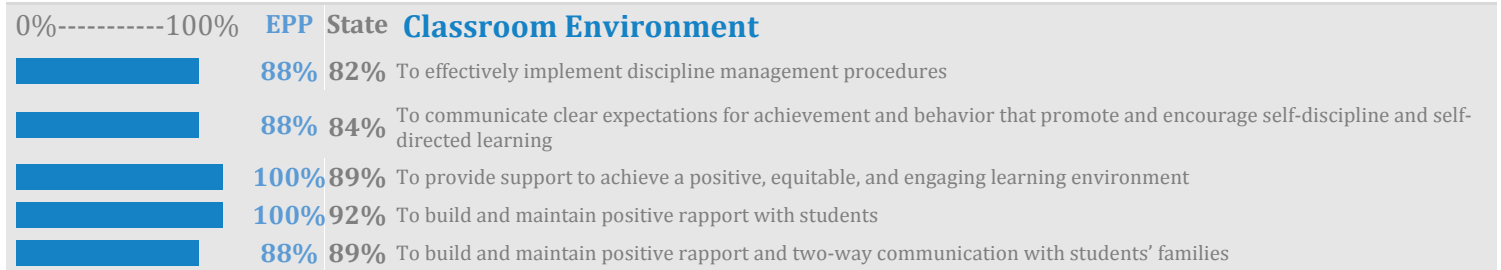 0%-----------100% EPP State Classroom Environment
88% 82% To effectively implement discipline management procedures
88% 84% To communicate clear expectations for achievement and behavior that promote and encourage self-discipline and self-
directed learning
100% 89% To provide support to achieve a positive, equitable, and engaging learning environment
100% 92% To build and maintain positive rapport with students
88% 89% To build and maintain positive rapport and two-way communication with students’ families